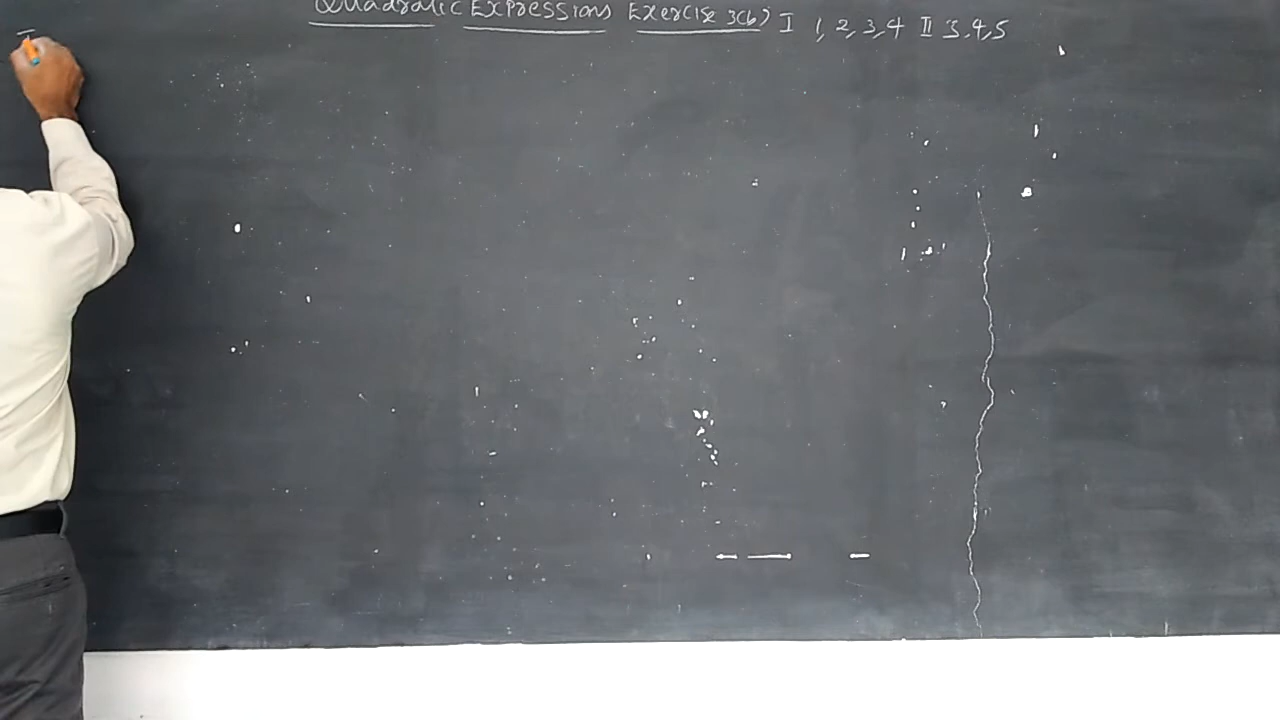 Quadratic Expressions Exercise 3(b) I 1, 2, 3, 4 II 3, 4, 5
I